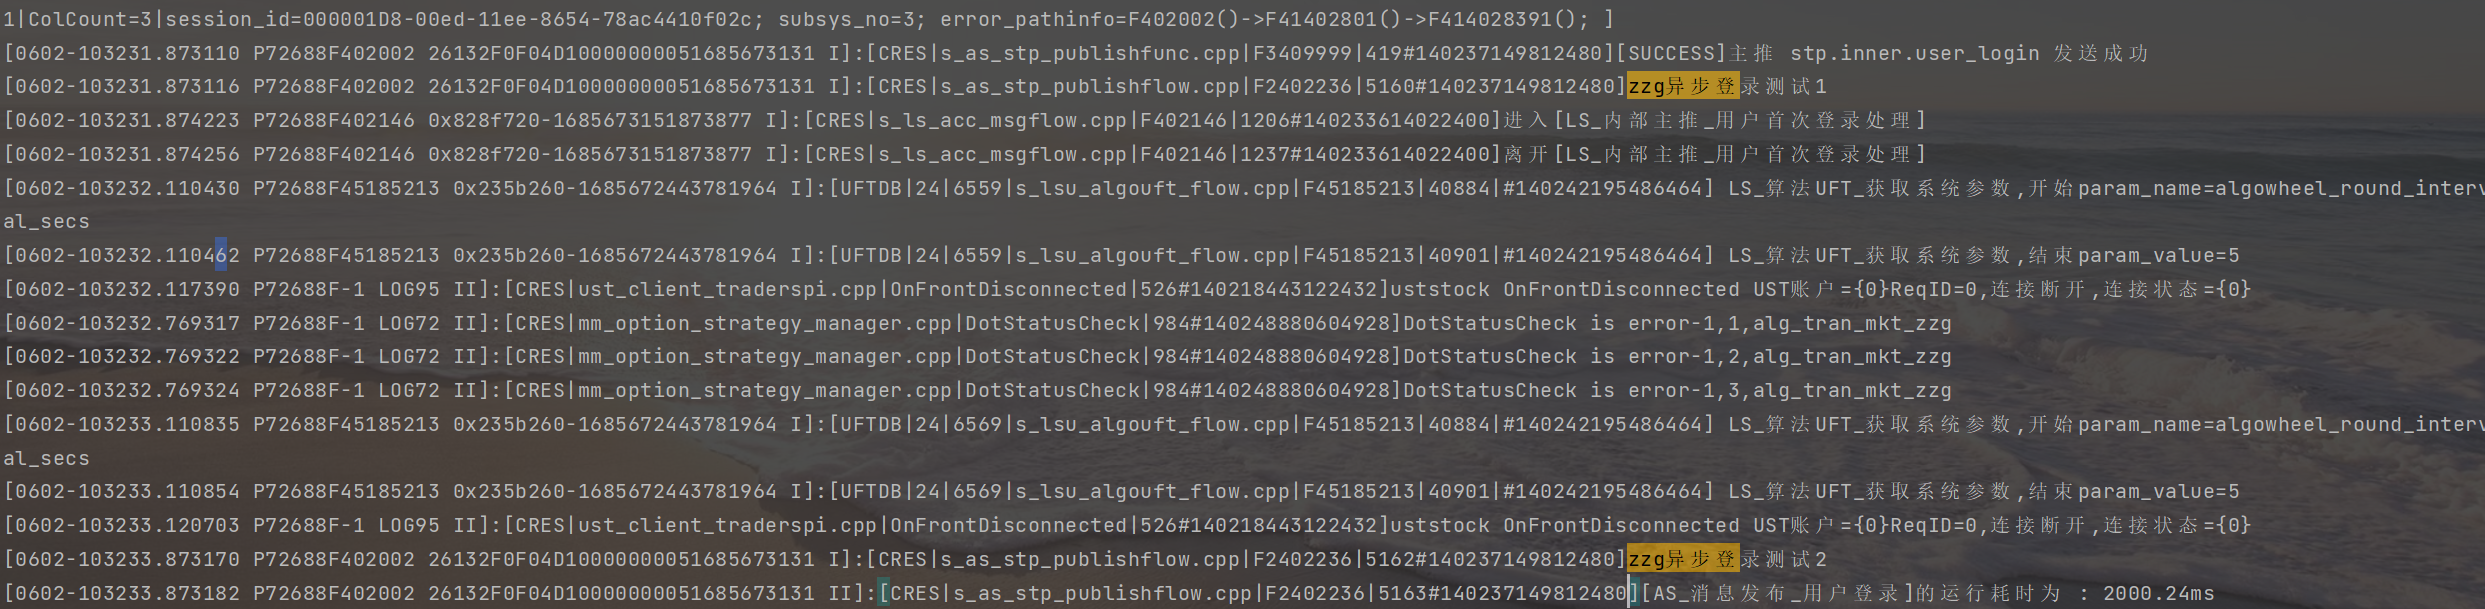 1|ColCount=3|session_id=000001D8-00ed-11ee-8654-78ac4410f02c; subsys_no=3; error_pathinfo=F402002()->F41402801()->F414028391(); ]
[0602-103231.873110 P72688F402002 26132F0F04D10000000051685673131 I]:[CRES|s_as_stp_publishfunc.cpp|F3409999|419#140237149812480][SUCCESS]主推 stp.inner.user_login 发送成功
[0602-103231.873116 P72688F402002 26132F0F04D10000000051685673131 I]:[CRES|s_as_stp_publishflow.cpp|F2402236|5160#140237149812480]zzg异步登录测试1
[0602-103231.874223 P72688F402146 0x828f720-1685673151873877 I]:[CRES|s_ls_acc_msgflow.cpp|F402146|1206#140233614022400]进入[LS_内部主推_用户首次登录处理]
[0602-103231.874256 P72688F402146 0x828f720-1685673151873877 I]:[CRES|s_ls_acc_msgflow.cpp|F402146|1237#140233614022400]离开[LS_内部主推_用户首次登录处理]
[0602-103232.110430 P72688F45185213 0x235b260-1685672443781964 I]:[UFTDB|24|6559|s_lsu_algouft_flow.cpp|F45185213|40884|#140242195486464] LS_算法UFT_获取系统参数,开始param_name=algowheel_round_interv
al_secs
[0602-103232.110462 P72688F45185213 0x235b260-1685672443781964 I]:[UFTDB|24|6559|s_lsu_algouft_flow.cpp|F45185213|40901|#140242195486464] LS_算法UFT_获取系统参数,结束param_value=5
[0602-103232.117390 P72688F-1 LOG95 II]:[CRES|ust_client_traderspi.cpp|OnFrontDisconnected|526#140218443122432]uststock OnFrontDisconnected UST账户={0}ReqID=0,连接断开,连接状态={0}
[0602-103232.769317 P72688F-1 LOG72 II]:[CRES|mm_option_strategy_manager.cpp|DotStatusCheck|984#140248880604928]DotStatusCheck is error-1,1,alg_tran_mkt_zzg
[0602-103232.769322 P72688F-1 LOG72 II]:[CRES|mm_option_strategy_manager.cpp|DotStatusCheck|984#140248880604928]DotStatusCheck is error-1,2,alg_tran_mkt_zzg
[0602-103232.769324 P72688F-1 LOG72 II]:[CRES|mm_option_strategy_manager.cpp|DotStatusCheck|984#140248880604928]DotStatusCheck is error-1,3,alg_tran_mkt_zzg
[0602-103233.110835 P72688F45185213 0x235b260-1685672443781964 I]:[UFTDB|24|6569|s_lsu_algouft_flow.cpp|F45185213|40884|#140242195486464] LS_算法UFT_获取系统参数,开始param_name=algowheel_round_interv
al_secs
[0602-103233.110854 P72688F45185213 0x235b260-1685672443781964 I]:[UFTDB|24|6569|s_lsu_algouft_flow.cpp|F45185213|40901|#140242195486464] LS_算法UFT_获取系统参数,结束param_value=5
[0602-103233.120703 P72688F-1 LOG95 II]:[CRES|ust_client_traderspi.cpp|OnFrontDisconnected|526#140218443122432]uststock OnFrontDisconnected UST账户={0}ReqID=0,连接断开,连接状态={0}
[0602-103233.873170 P72688F402002 26132F0F04D10000000051685673131 I]:[CRES|s_as_stp_publishflow.cpp|F2402236|5162#140237149812480]zzg异步登录测试2
[0602-103233.873182 P72688F402002 26132F0F04D10000000051685673131 II]:[CRES|s_as_stp_publishflow.cpp|F2402236|5163#140237149812480][AS_消息发布_用户登录]的运行耗时为 : 2000.24ms